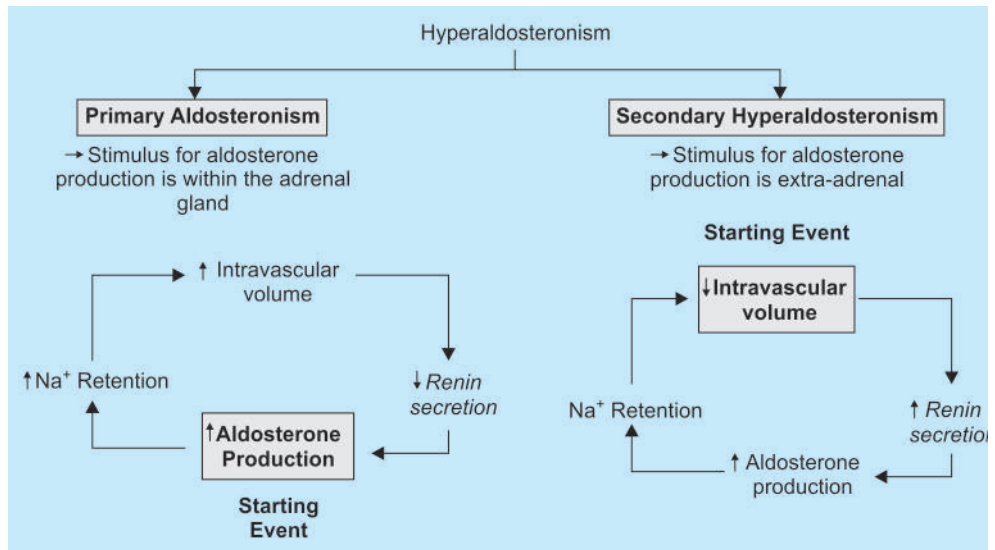 Hyperaldosteronism
Primary Aldosteronism
→ Stimulus for aldosterone
production is within the adrenal
gland
↑ Intravascular
volume
↓ Renin
secretion
↑Aldosterone
Production
Starting
Event
↑Na⁺ Retention
Secondary Hyperaldosteronism
→ Stimulus for aldosterone
production is extra-adrenal
Starting Event
↓Intravascular
volume
↑ Renin
secretion
↑ Aldosterone
production
Na⁺ Retention